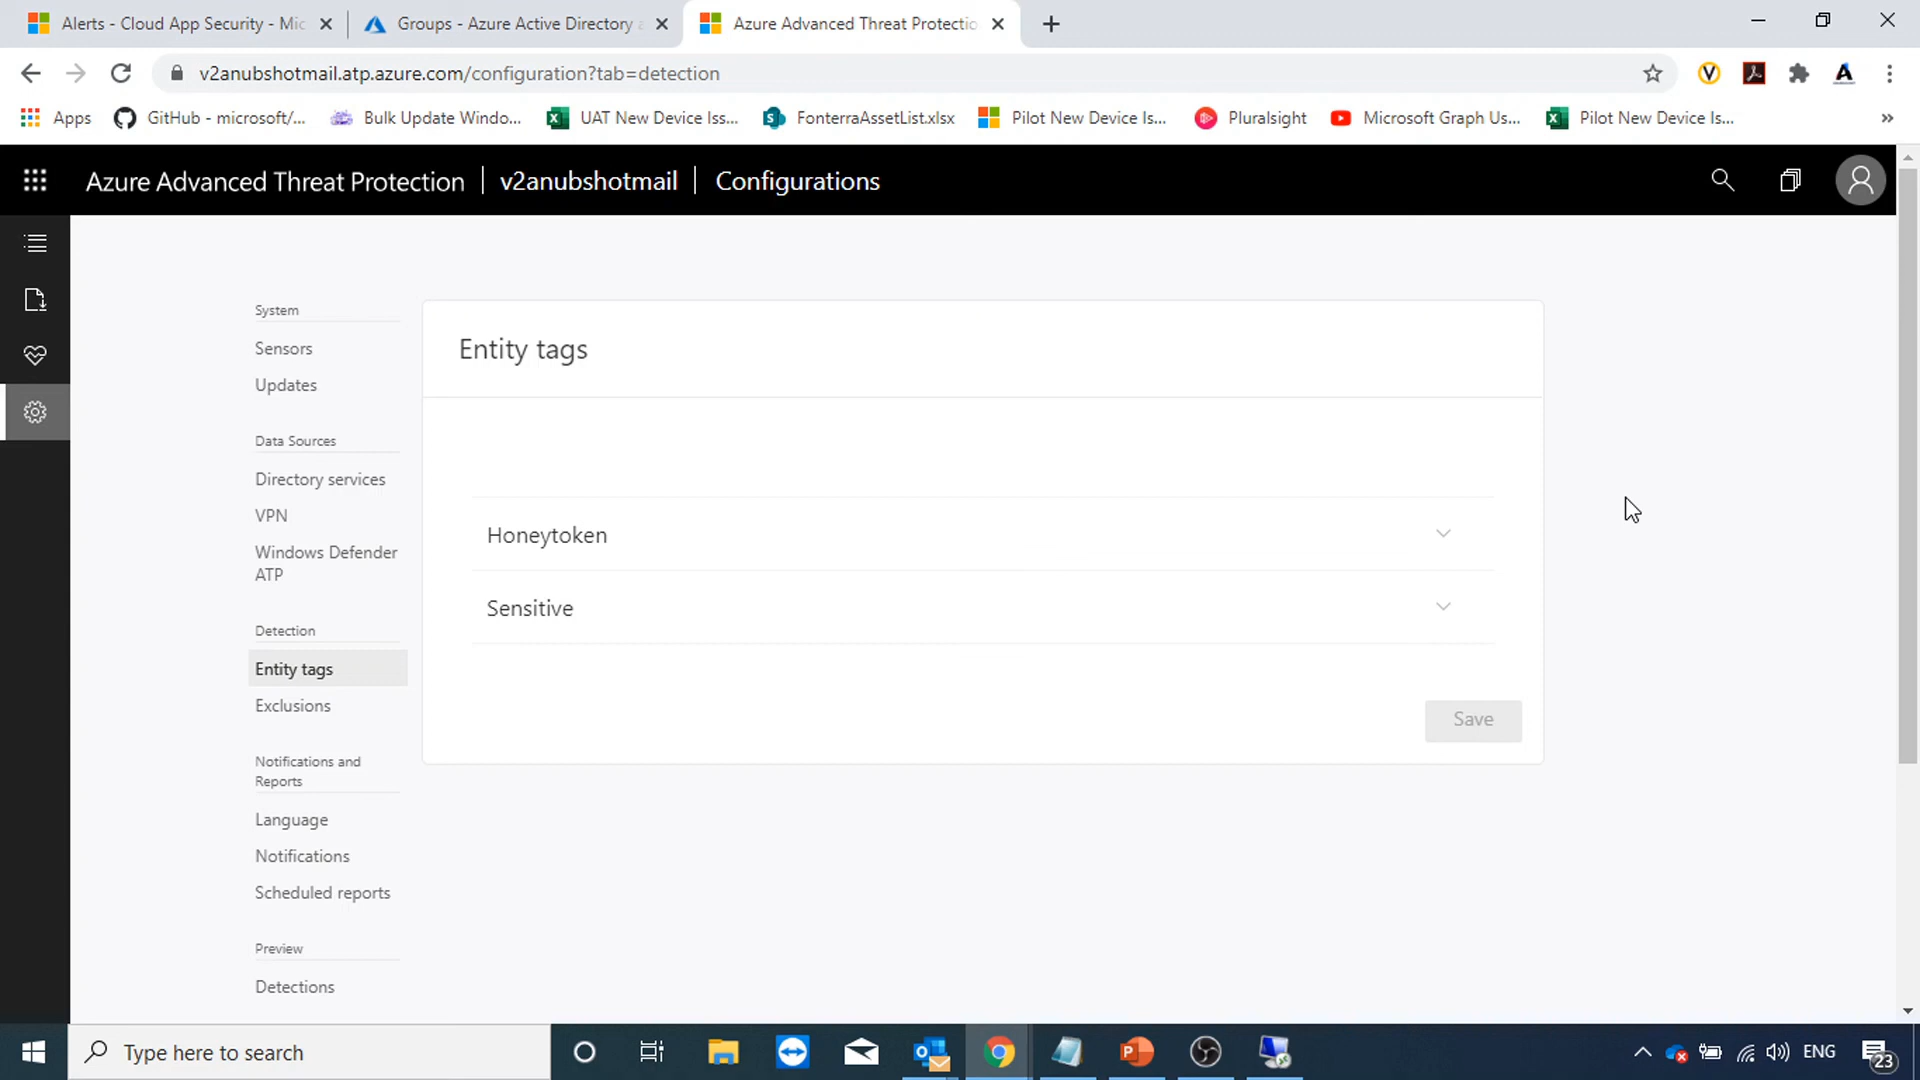 Alerts - Cloud App Security - Mic
Groups - Azure Active Directory a
Azure Advanced Threat Protectio
v2anubshotmail.atp.azure.com/configuration?tab=detection
Apps
GitHub - microsoft/...
Bulk Update Windo...
UAT New Device Iss...
FonterraAssetList.xlsx
Pilot New Device Is...
Pluralsight
Microsoft Graph Us...
Pilot New Device Is...
»
Azure Advanced Threat Protection | v2anubshotmail | Configurations
System
Sensors
Updates
Data Sources
Directory services
VPN
Windows Defender
ATP
Detection
Entity tags
Exclusions
Notifications and
Reports
Language
Notifications
Scheduled reports
Preview
Detections
Entity tags
Honeytoken
Sensitive
Save
Type here to search
ENG
23